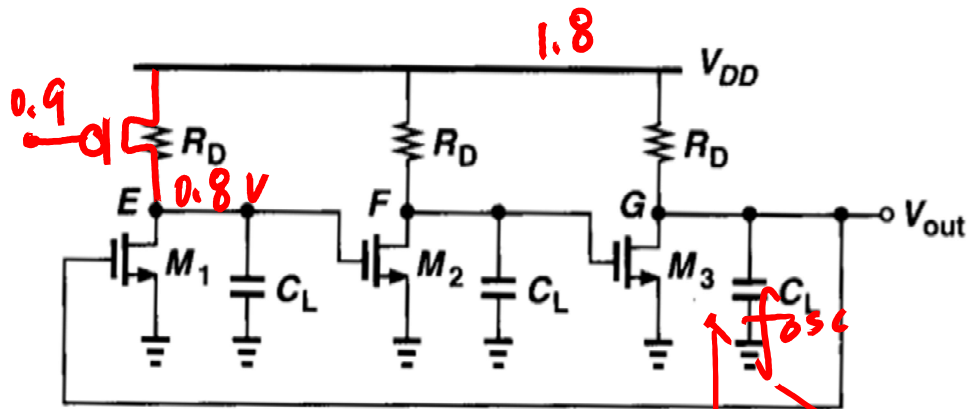 1.8
V_DD
0.9
R_D R_D R_D
E 0.8 V F G V_out
M_1 M_2 M_3
C_L C_L C_L
fosc